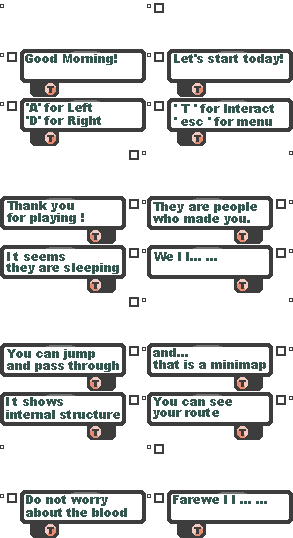 Good Morning!
Let's start today!
'A' for Left
'D' for Right
' T ' for Interact
' esc ' for menu
T
T
T
T
Thank you
for playing !
They are people
who made you.
T
T
It seems
they are sleeping
We l l... ...
T
T
You can jump
and pass through
and...
that is a minimap
T
T
It shows
internal structure
You can see
your route
T
T
Do not worry
about the blood
Farewe l l ... ...
T
T